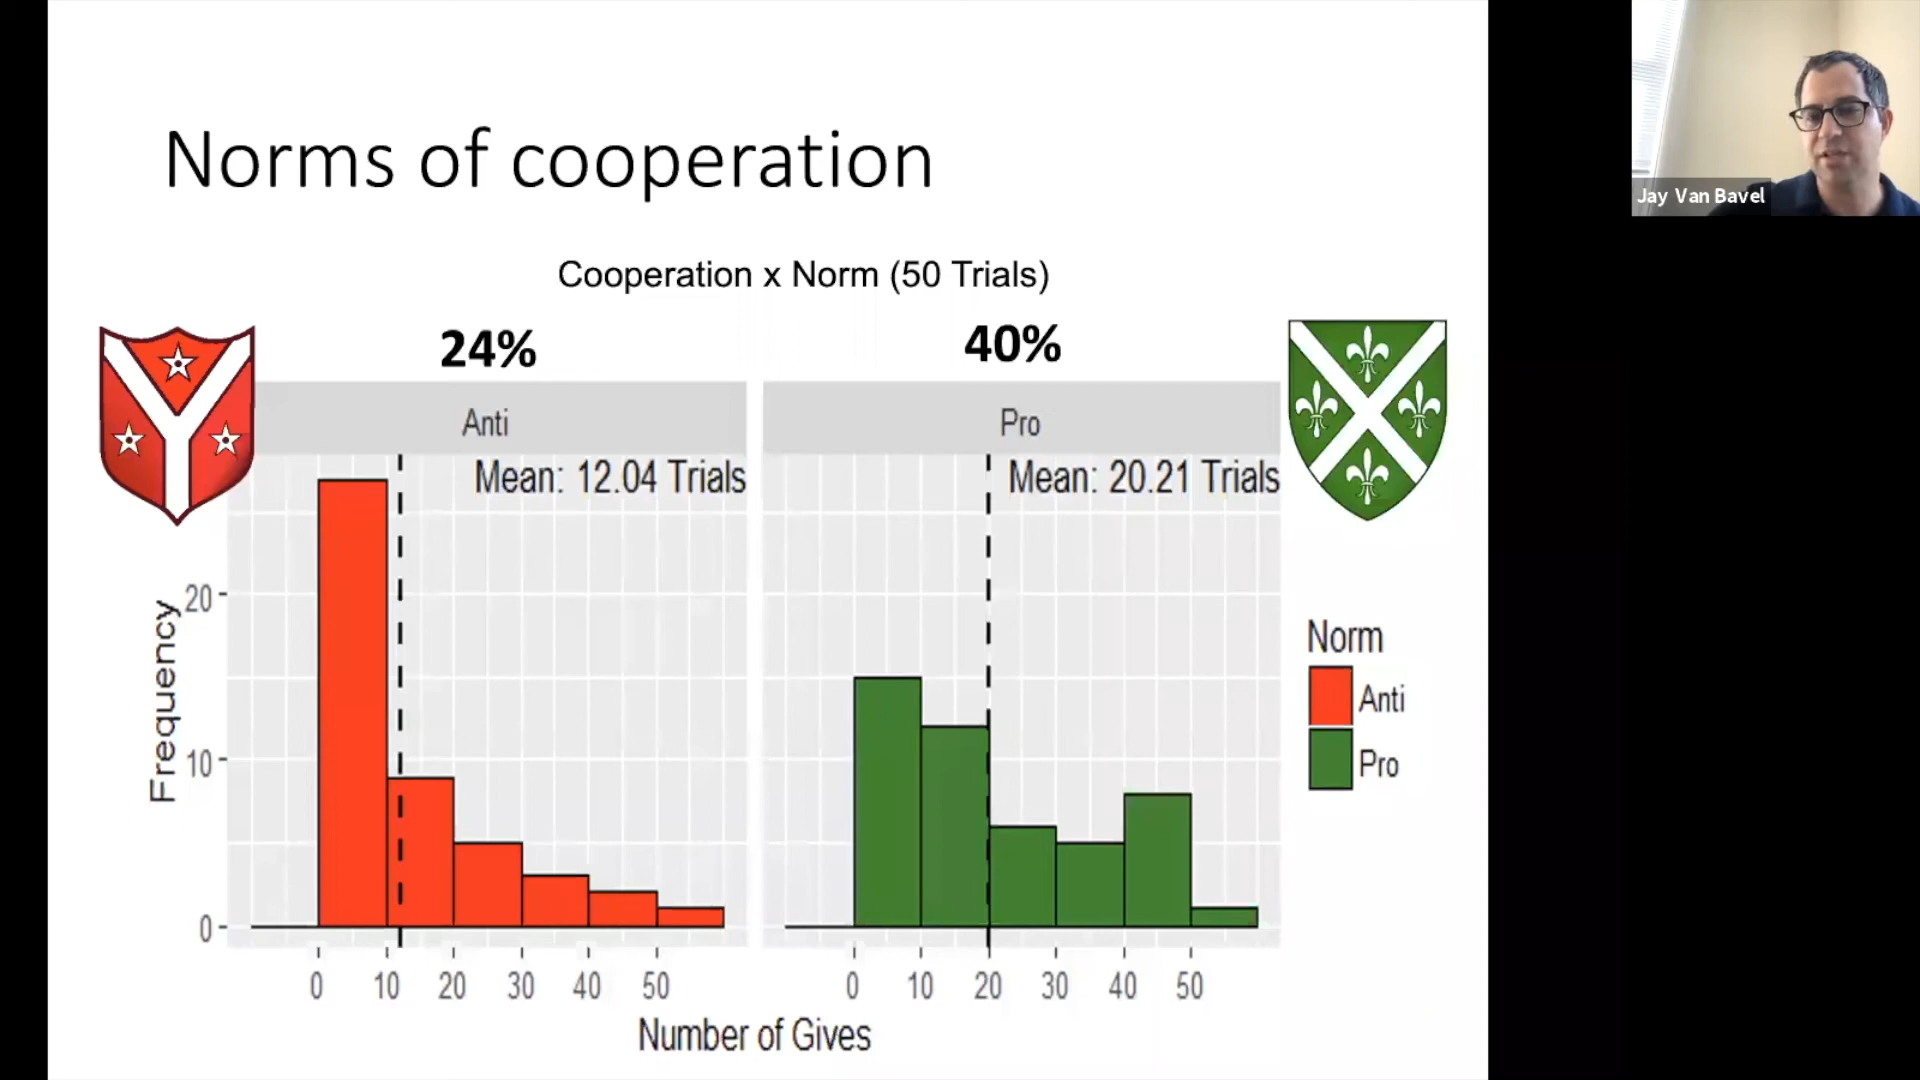 Norms of cooperation
Jay Van Bavel
Cooperation x Norm (50 Trials)
24%
40%
Anti
Pro
Mean: 12.04 Trials
Mean: 20.21 Trials
Frequency
20
10
0
0 10 20 30 40 50
0 10 20 30 40 50
Number of Gives
Norm
Anti
Pro